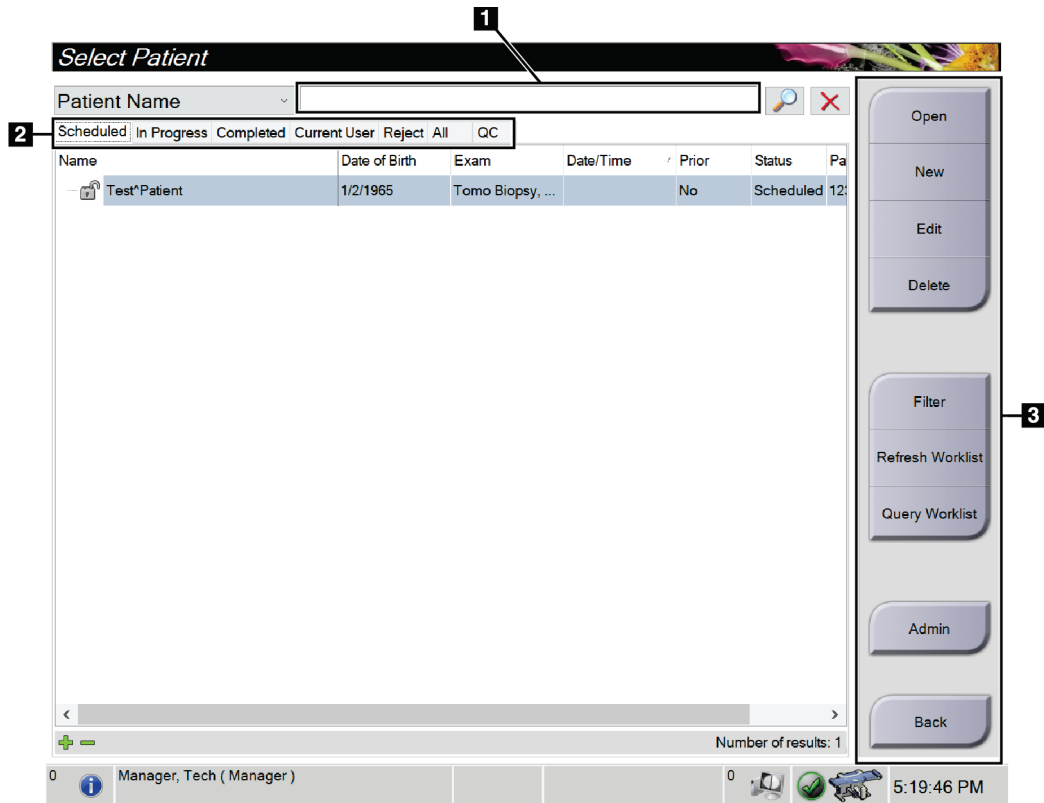 1
Select Patient
Patient Name
2
Scheduled In Progress Completed Current User Reject All QC
Name Date of Birth Exam Date/Time / Prior Status Pa
Test^Patient 1/2/1965 Tomo Biopsy, ... No Scheduled 12
Open
New
Edit
Delete
Filter
3
Refresh Worklist
Query Worklist
Admin
Back
Number of results: 1
0 Manager, Tech ( Manager ) 0 5:19:46 PM